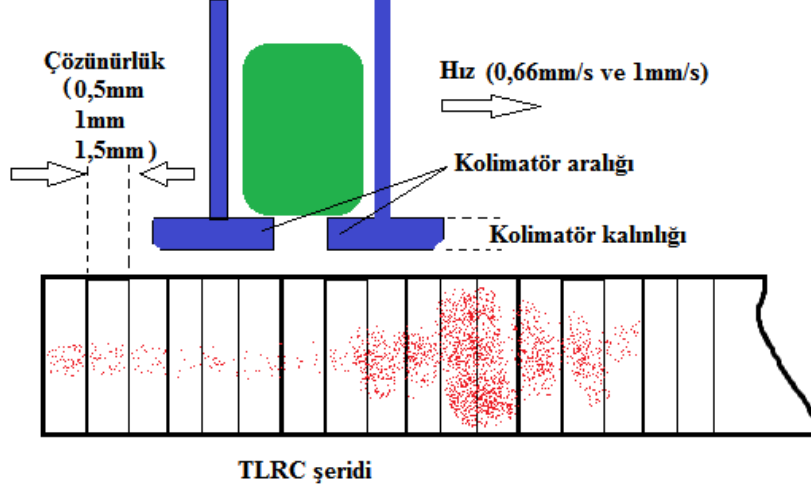 Çözünürlük
(0,5mm
1mm
1,5mm)
Hız (0,66mm/s ve 1mm/s)
Kolimatör aralığı
Kolimatör kalınlığı
TLRC şeridi